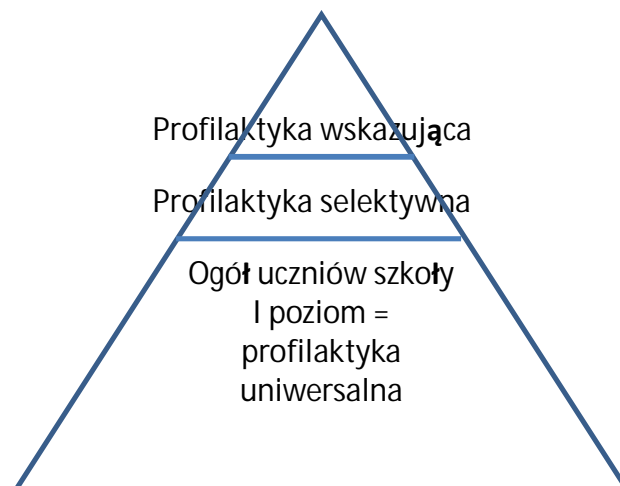 Profilaktyka wskazująca
Profilaktyka selektywna
Ogół uczniów szkoły
I poziom =
profilaktyka
uniwersalna